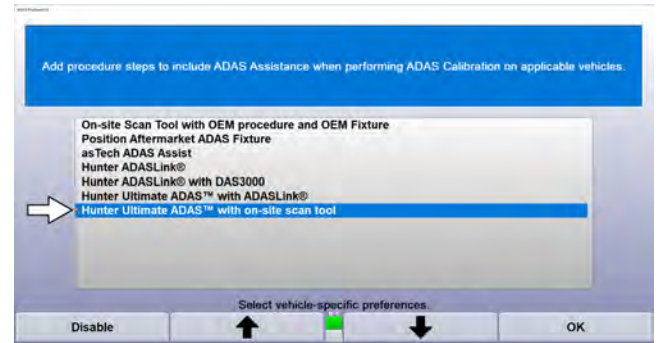 Add procedure steps to include ADAS Assistance when performing ADAS Calibration on applicable vehicles.
On-site Scan Tool with OEM procedure and OEM Fixture
Position Aftermarket ADAS Fixture
asTech ADAS Assist
Hunter ADASLink®
Hunter ADASLink® with DAS3000
Hunter Ultimate ADAS™ with ADASLink®
Hunter Ultimate ADAS™ with on-site scan tool
Select vehicle-specific preferences.
Disable
OK